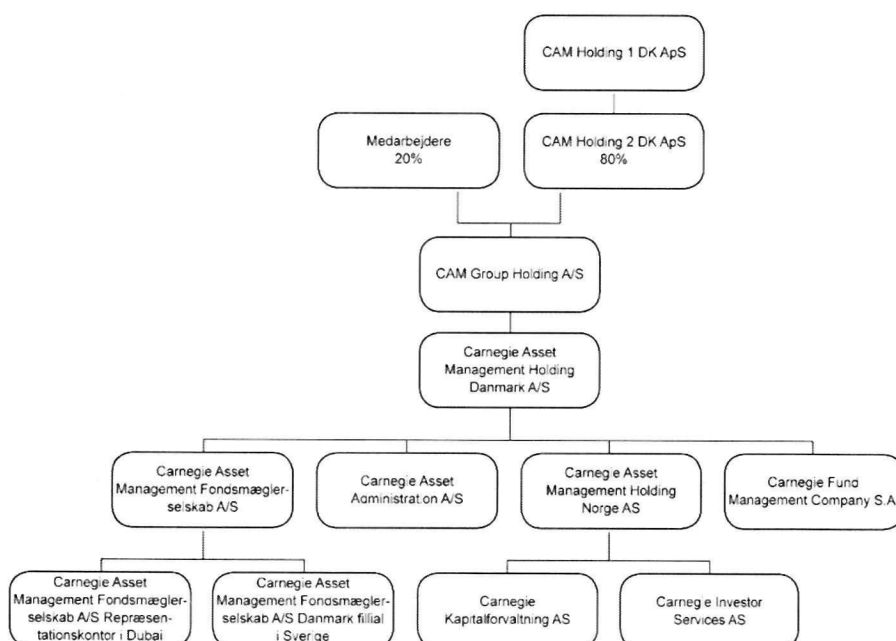 CAM Holding 1 DK ApS
Medarbejdere
20%
CAM Holding 2 DK ApS
80%
CAM Group Holding A/S
Carnegie Asset
Management Holding
Danmark A/S
Carnegie Asset
Management Fondsmægler-
selskab A/S
Carnegie Asset
Administration A/S
Carnegie Asset
Management Holding
Norge AS
Carnegie Fund
Management Company S.A
Carnegie Asset
Management Fondsmægler-
selskab A/S Repræsen-
tationskontor i Dubai
Carnegie Asset
Management Fondsmægler-
selskab A/S Danmark fillial
i Sverige
Carnegie
Kapitalforvaltning AS
Carnegie Investor
Services AS